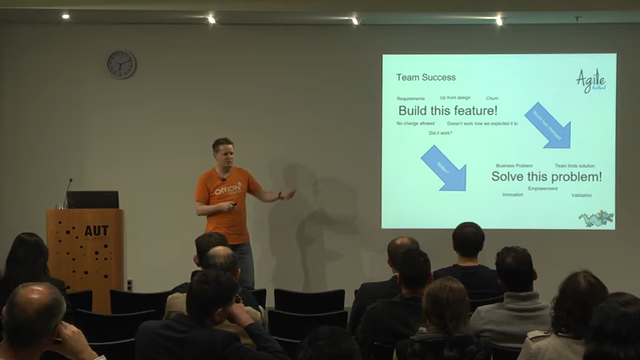 Team Success
Agile
Requirements
Up front design
Churn
Build this feature!
No change allowed
Doesn't work how we expected it to
Did it work?
Business Problem
Team finds solution
Solve this problem!
Empowerment
Innovation
Validation
ORION
AUT